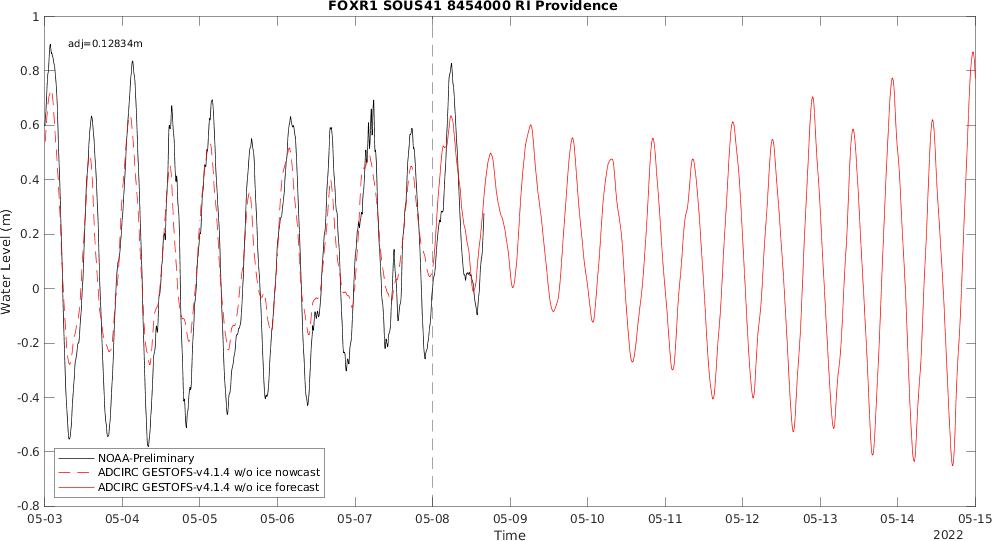 FOXR1 SOUS41 8454000 RI Providence
adj=0.12834m
Water Level (m)
1
0.8
0.6
0.4
0.2
0
-0.2
-0.4
-0.6
-0.8
NOAA-Preliminary
ADCIRC GESTOFS-v4.1.4 w/o ice nowcast
ADCIRC GESTOFS-v4.1.4 w/o ice forecast
05-03 05-04 05-05 05-06 05-07 05-08 05-09 05-10 05-11 05-12 05-13 05-14 05-15
Time
2022